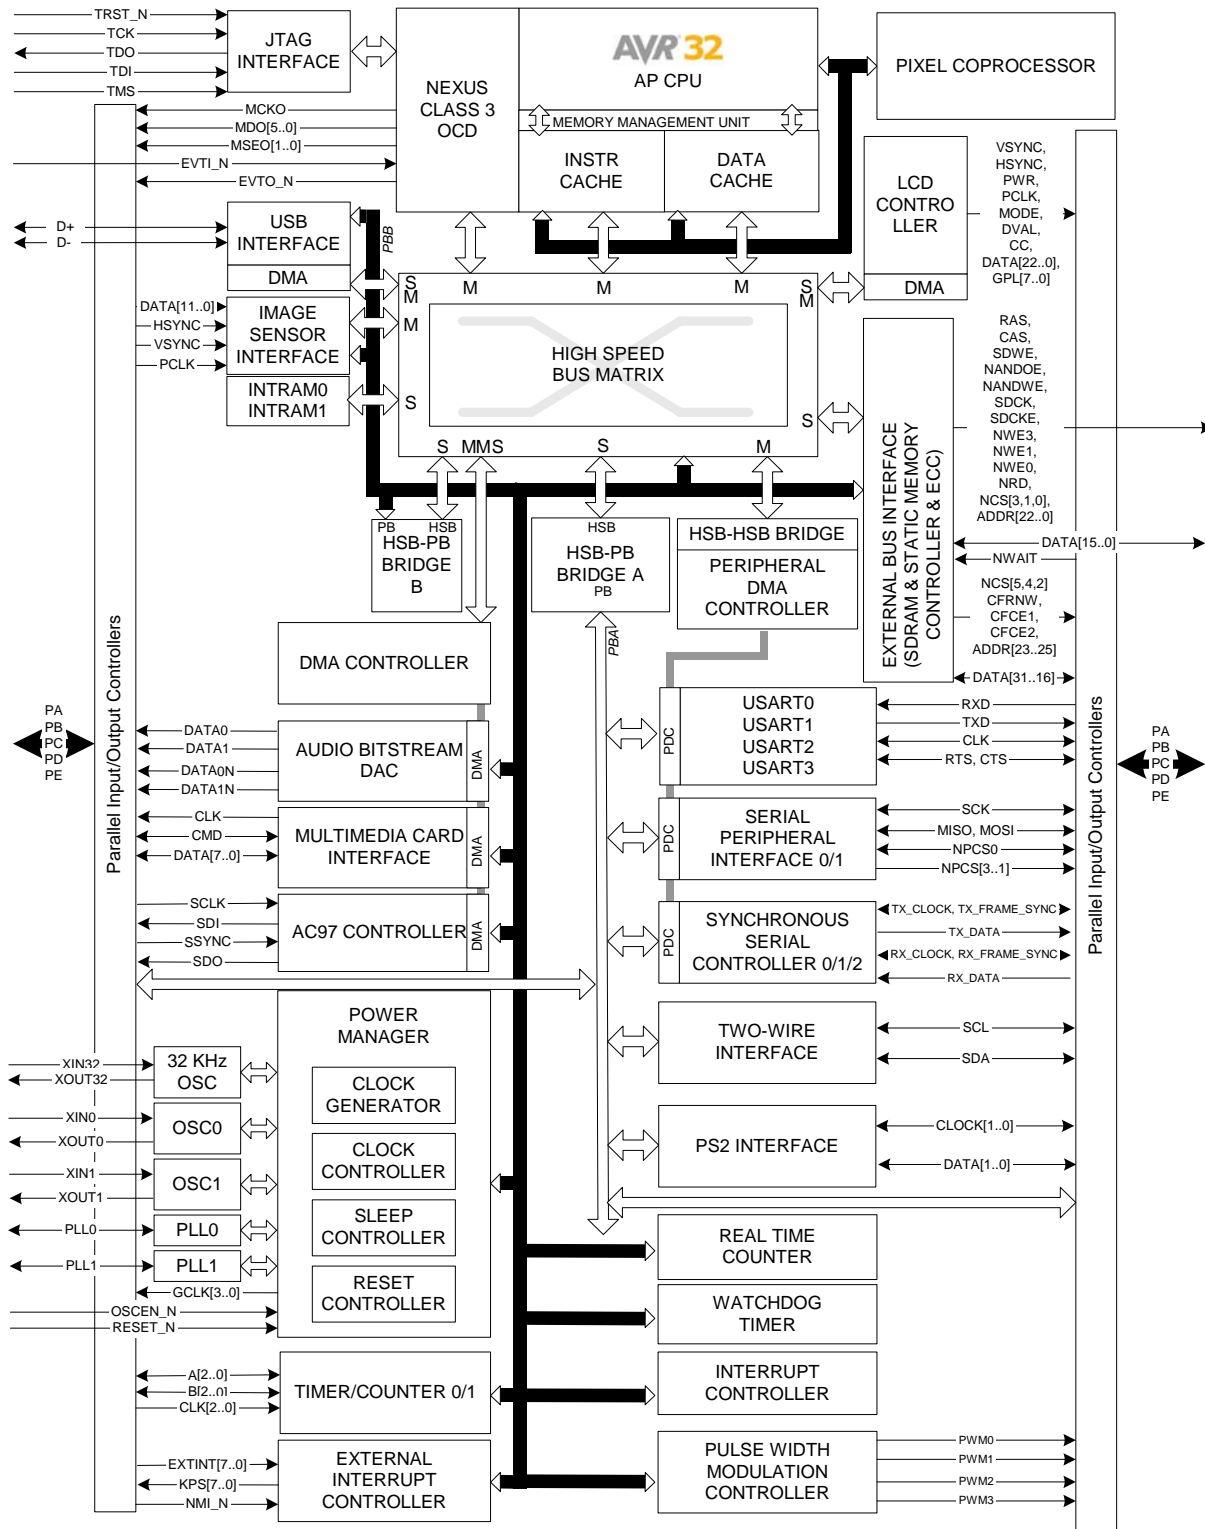 TRST_N
TCK
TDO
TDI
TMS
JTAG
INTERFACE
NEXUS
CLASS 3
OCD
AVR 32
AP CPU
MEMORY MANAGEMENT UNIT
INSTR
CACHE
DATA
CACHE
PIXEL COPROCESSOR
MCKO
MDO[5..0]
MSEO[1..0]
EVTI_N
EVTO_N
D+
D-
USB
INTERFACE
DMA
PBB
LCD
CONTRO
LLER
DMA
VSYNC,
HSYNC,
PWR,
PCLK,
MODE,
DVAL,
CC,
DATA[22..0],
GPL[7..0]
DATA[11..0]
HSYNC
VSYNC
PCLK
IMAGE
SENSOR
INTERFACE
INTRAM0
INTRAM1
S
M
M
M
M
S
M
M
S
S
HIGH SPEED
BUS MATRIX
S
MMS
S
M
EXTERNAL BUS INTERFACE
(SDRAM & STATIC MEMORY
CONTROLLER & ECC)
RAS,
CAS,
SDWE,
NANDOE,
NANDWE,
SDCK,
SDCKE,
NWE3,
NWE1,
NWE0,
NRD,
NCS[3,1,0],
ADDR[22..0]
DATA[15..0]
NWAIT
NCS[5,4,2]
CFRNW,
CFCE1,
CFCE2,
ADDR[23..25]
DATA[31..16]
PB
HSB
HSB-PB
BRIDGE
B
HSB
HSB-PB
BRIDGE A
PB
HSB-HSB BRIDGE
PERIPHERAL
DMA
CONTROLLER
PBA
DMA CONTROLLER
Parallel Input/Output Controllers
PA
PB
PC
PD
PE
DATA0
DATA1
DATA0N
DATA1N
AUDIO BITSTREAM
DAC
DMA
CLK
CMD
DATA[7..0]
MULTIMEDIA CARD
INTERFACE
DMA
SCLK
SDI
SSYNC
SDO
AC97 CONTROLLER
DMA
PDC
USART0
USART1
USART2
USART3
RXD
TXD
CLK
RTS, CTS
PDC
SERIAL
PERIPHERAL
INTERFACE 0/1
SCK
MISO, MOSI
NPCS0
NPCS[3..1]
PDC
SYNCHRONOUS
SERIAL
CONTROLLER 0/1/2
TX_CLOCK, TX_FRAME_SYNC
TX_DATA
RX_CLOCK, RX_FRAME_SYNC
RX_DATA
Parallel Input/Output Controllers
PA
PB
PC
PD
PE
POWER
MANAGER
CLOCK
GENERATOR
CLOCK
CONTROLLER
SLEEP
CONTROLLER
RESET
CONTROLLER
XIN32
XOUT32
32 KHz
OSC
XIN0
XOUT0
OSC0
XIN1
XOUT1
OSC1
PLL0
PLL0
PLL1
PLL1
GCLK[3..0]
OSCEN_N
RESET_N
TWO-WIRE
INTERFACE
SCL
SDA
PS2 INTERFACE
CLOCK[1..0]
DATA[1..0]
REAL TIME
COUNTER
WATCHDOG
TIMER
INTERRUPT
CONTROLLER
A[2..0]
B[2..0]
CLK[2..0]
TIMER/COUNTER 0/1
EXTINT[7..0]
KPS[7..0]
NMI_N
EXTERNAL
INTERRUPT
CONTROLLER
PULSE WIDTH
MODULATION
CONTROLLER
PWM0
PWM1
PWM2
PWM3